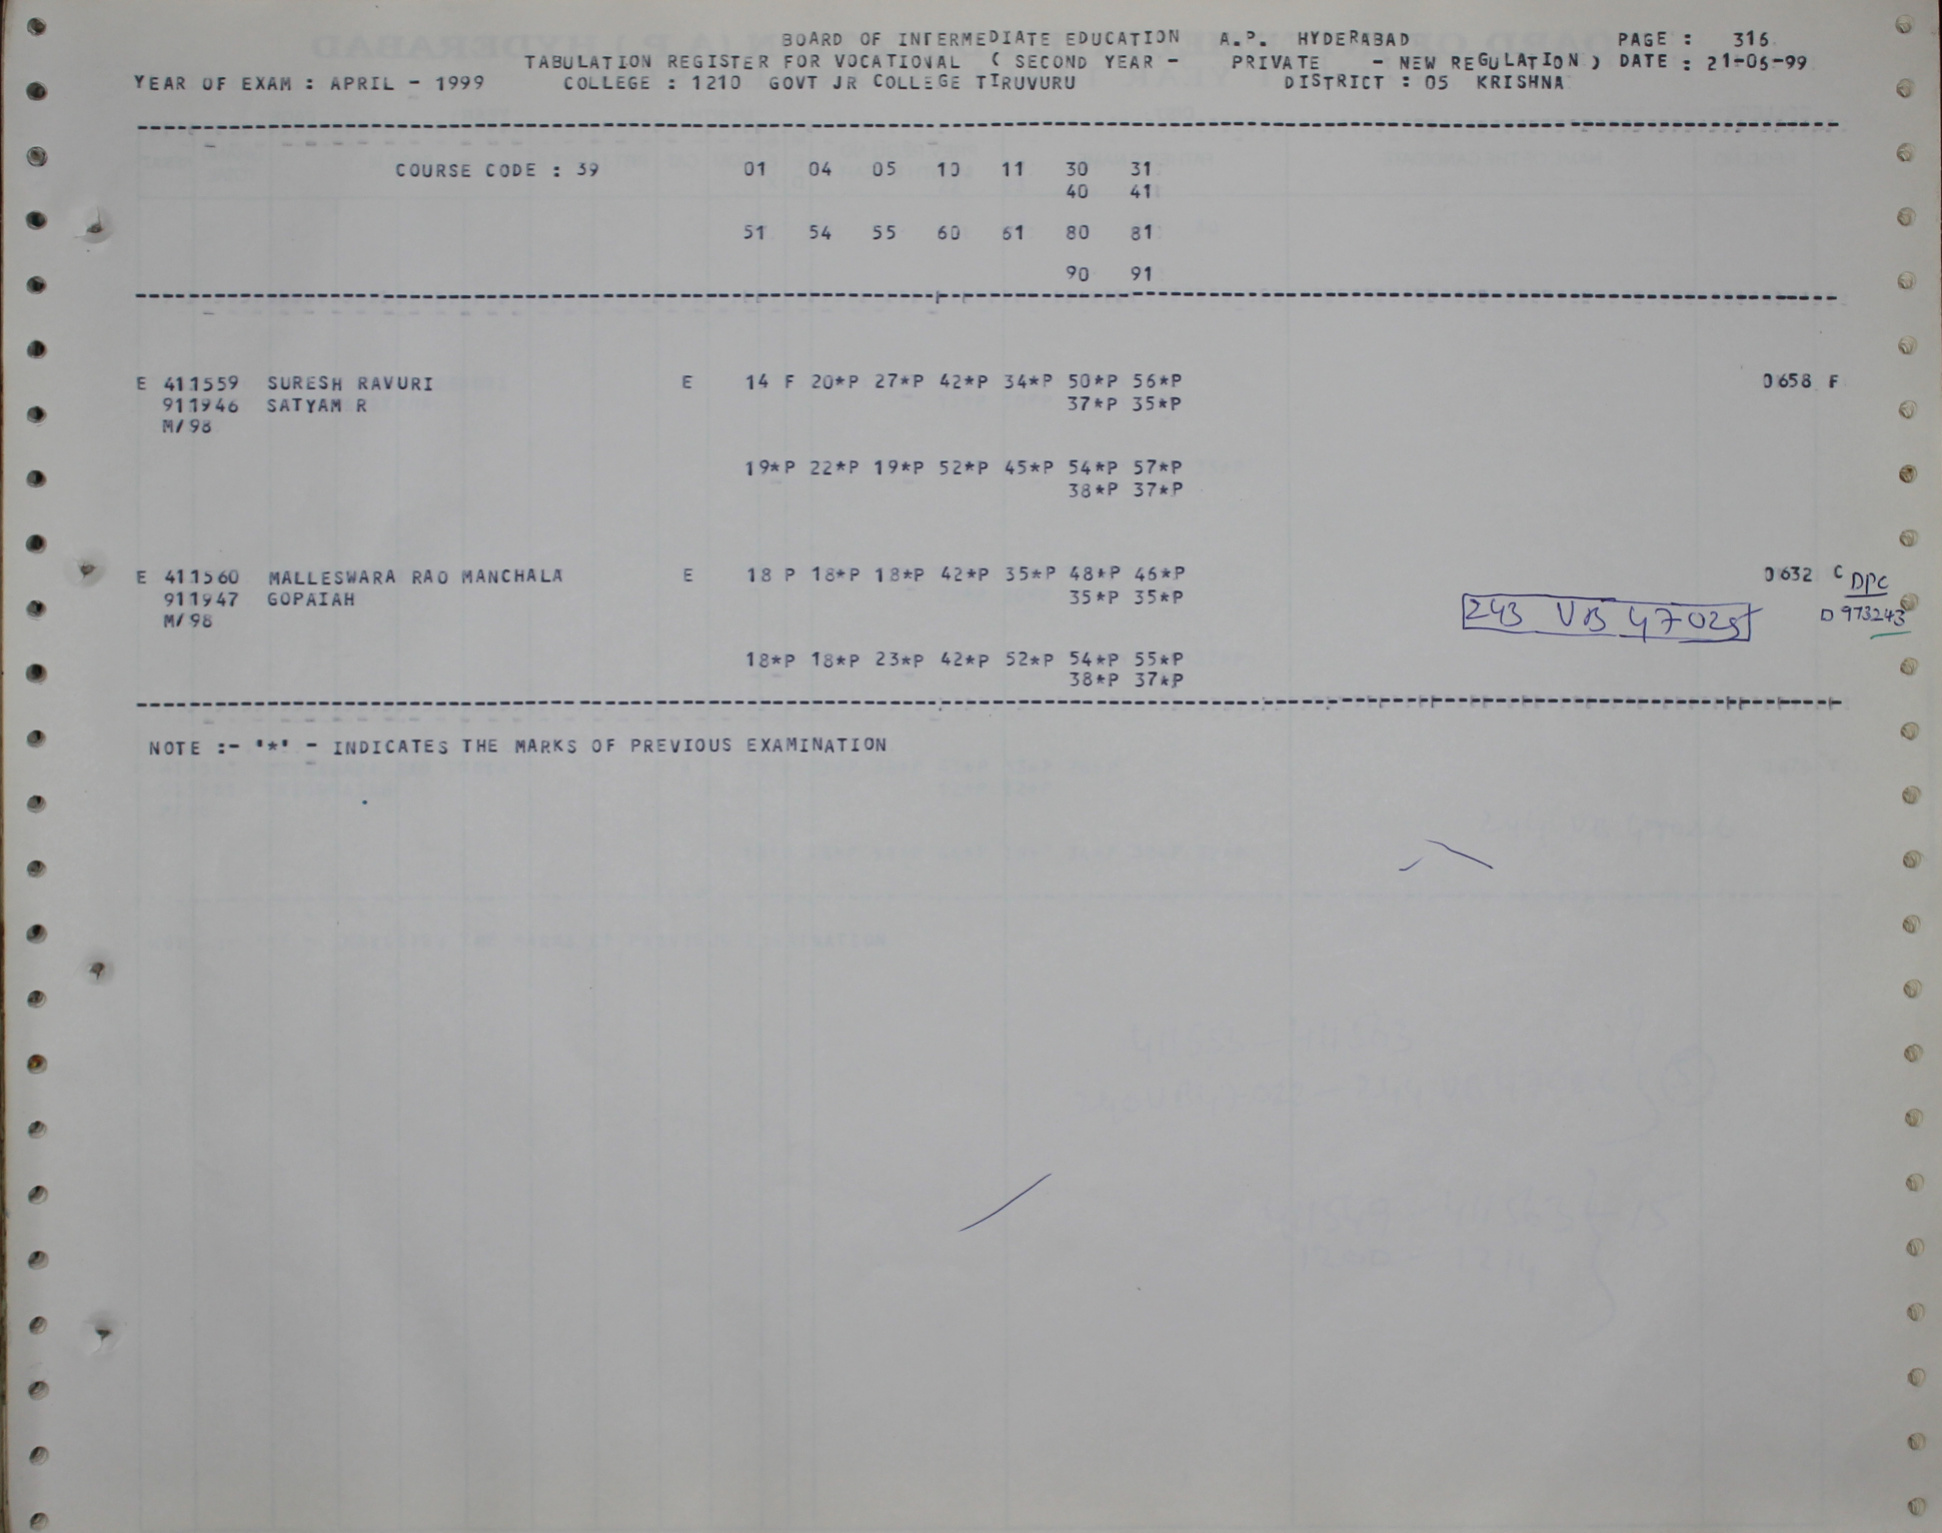 BOARD OF INTERMEDIATE EDUCATION A.P. HYDERABAD PAGE : 316
TABULATION REGISTER FOR VOCATIONAL ( SECOND YEAR - PRIVATE - NEW REGULATION ) DATE : 21-06-99
YEAR OF EXAM : APRIL - 1999 COLLEGE : 1210 GOVT JR COLLEGE TIRUVURU DISTRICT : 05 KRISHNA
COURSE CODE : 39 01 04 05 10 11 30 31
40 41
51 54 55 60 61 80 81
90 91
E 411559 SURESH RAVURI E 14 F 20*P 27*P 42*P 34*P 50*P 56*P 0658 F
911946 SATYAM R 37*P 35*P
M/98
19*P 22*P 19*P 52*P 45*P 54*P 57*P
38*P 37*P
E 411560 MALLESWARA RAO MANCHALA E 18 P 18*P 18*P 42*P 35*P 48*P 46*P 0632 C DPC
911947 GOPAIAH 35*P 35*P 243 VB 47025 D 973243
M/98
18*P 18*P 23*P 42*P 52*P 54*P 55*P
38*P 37*P
NOTE :- '*' - INDICATES THE MARKS OF PREVIOUS EXAMINATION